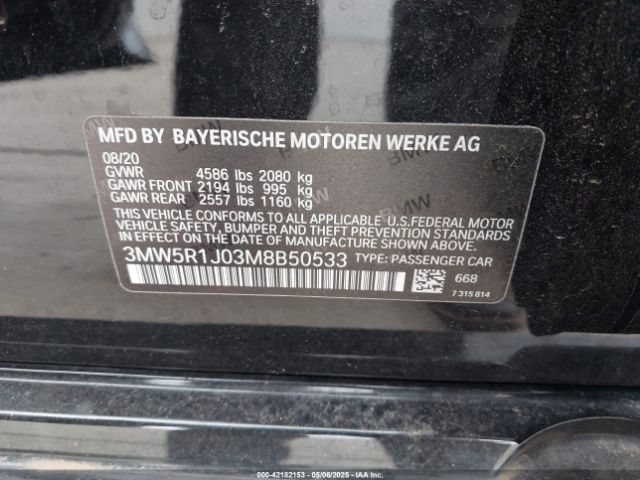 MFD BY BAYERISCHE MOTOREN WERKE AG
08/20
GVWR 4586 lbs 2080 kg
GAWR FRONT 2194 lbs 995 kg
GAWR REAR 2557 lbs 1160 kg
THIS VEHICLE CONFORMS TO ALL APPLICABLE U.S.FEDERAL MOTOR
VEHICLE SAFETY, BUMPER, AND THEFT PREVENTION STANDARDS
IN EFFECT ON THE DATE OF MANUFACTURE SHOWN ABOVE.
3MW5R1J03M8B50533 TYPE: PASSENGER CAR
668
7 315 814
000-42182153 - 05/06/2025 - IAA Inc.